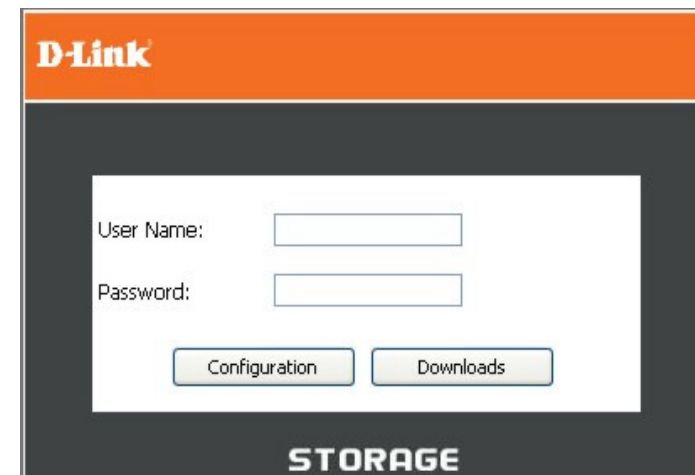 D-Link
User Name:
Password:
Configuration Downloads
STORAGE